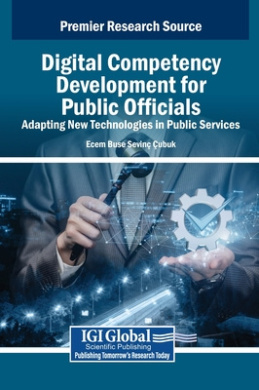 Premier Research Source
Digital Competency
Development for
Public Officials
Adapting New Technologies in Public Services
Ecem Buse Sevinç Çubuk
IGI Global
Scientific Publishing
Publishing Tomorrow's Research Today